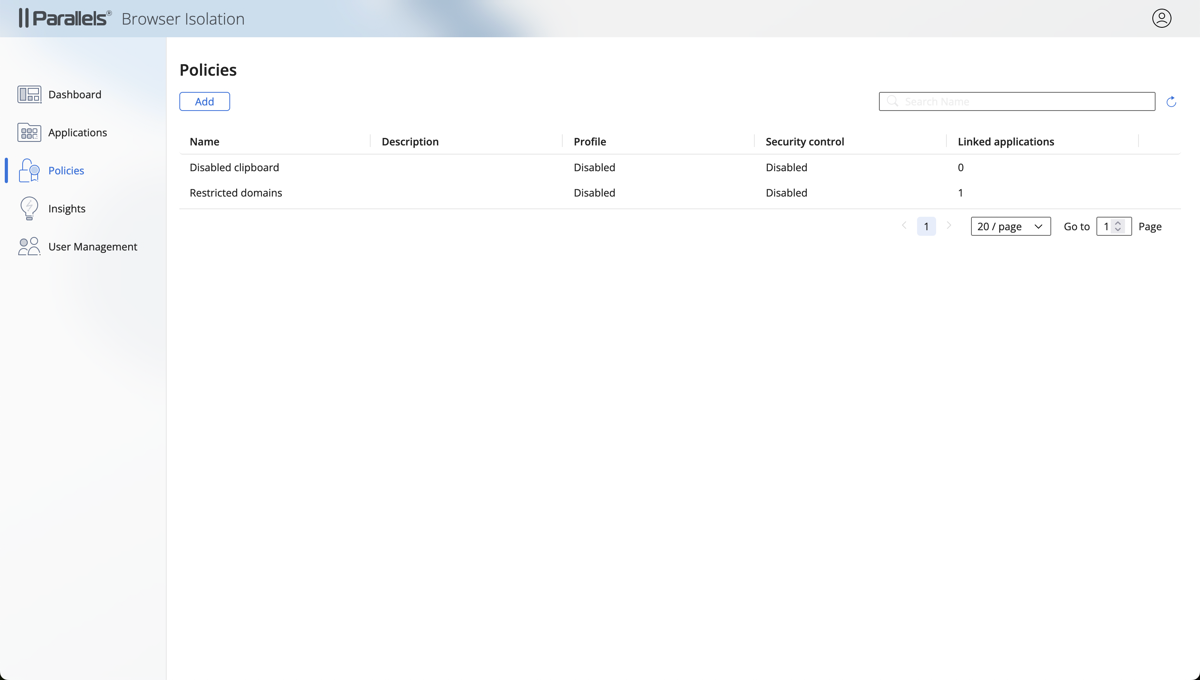 Parallels® Browser Isolation
Dashboard
Applications
Policies
Insights
User Management
Policies
Add
Search Name
Name Description Profile Security control Linked applications
Disabled clipboard Disabled Disabled 0
Restricted domains Disabled Disabled 1
1 20 / page Go to 1 Page